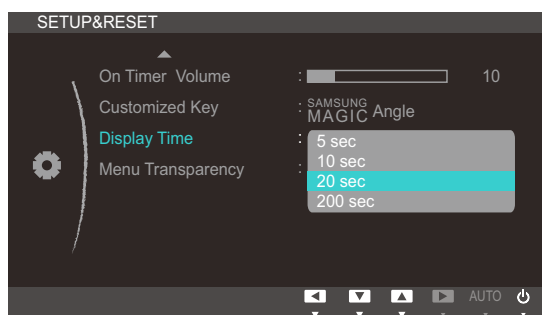 SETUP&RESET
On Timer Volume : 10
Customized Key : SAMSUNG MAGIC Angle
Display Time : 5 sec
10 sec
Menu Transparency : 20 sec
200 sec
AUTO